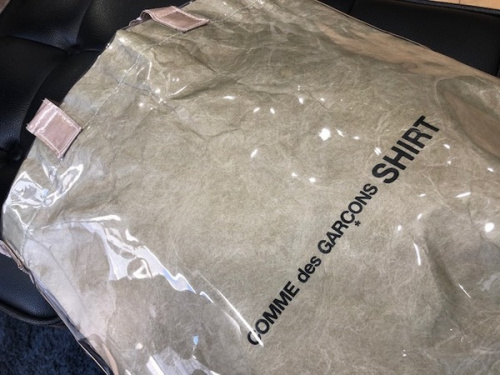 COMME des GARÇONS SHIRT
*